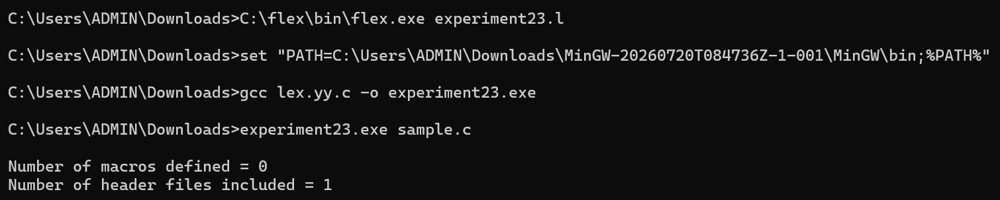 C:\Users\ADMIN\Downloads>C:\flex\bin\flex.exe experiment23.l
C:\Users\ADMIN\Downloads>set "PATH=C:\Users\ADMIN\Downloads\MinGW-20260720T084736Z-1-001\MinGW\bin;%PATH%"
C:\Users\ADMIN\Downloads>gcc lex.yy.c -o experiment23.exe
C:\Users\ADMIN\Downloads>experiment23.exe sample.c
Number of macros defined = 0
Number of header files included = 1